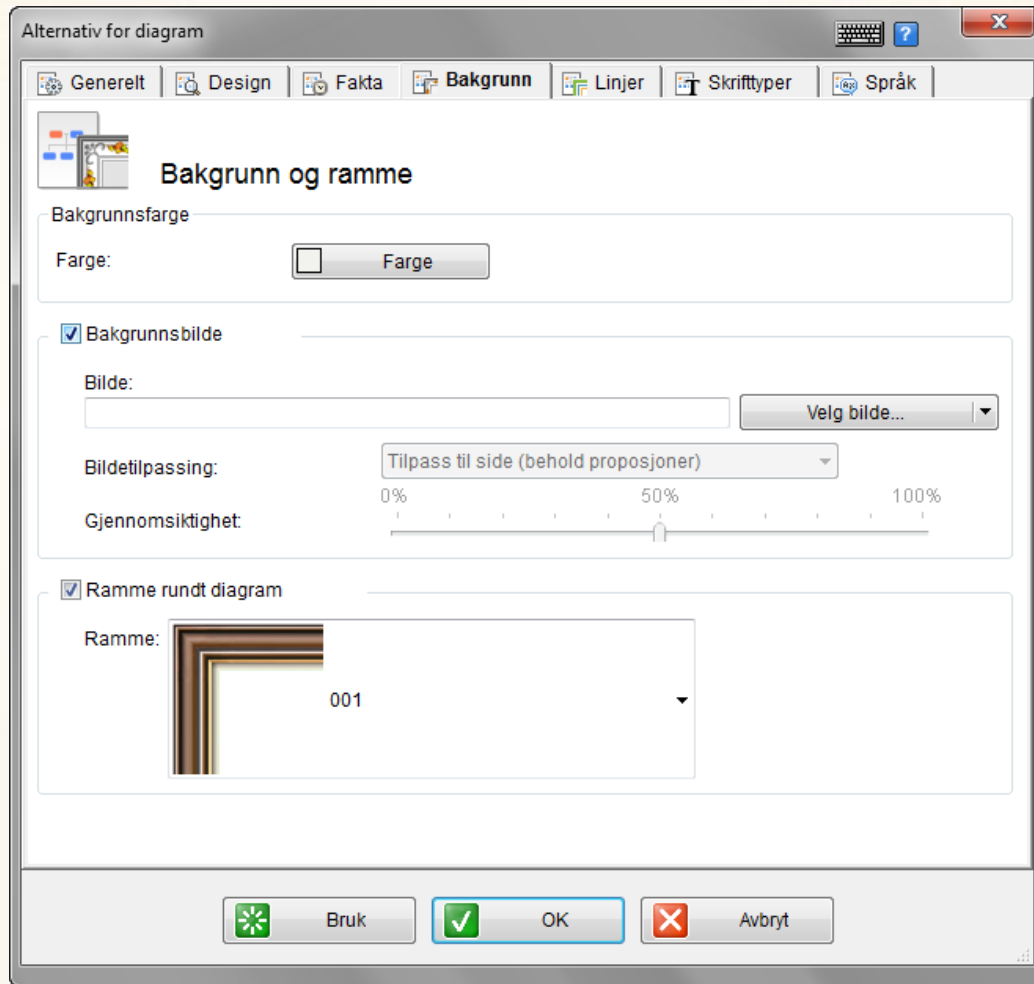 Alternativ for diagram
?
Generelt Design Fakta Bakgrunn Linjer Skrifttyper Språk
Bakgrunn og ramme
Bakgrunnsfarge
Farge: Farge
Bakgrunnsbilde
Bilde:
Velg bilde...
Bildetilpassing: Tilpass til side (behold proposjoner)
0% 50% 100%
Gjennomsiktighet:
Ramme rundt diagram
Ramme: 001
Bruk OK Avbryt